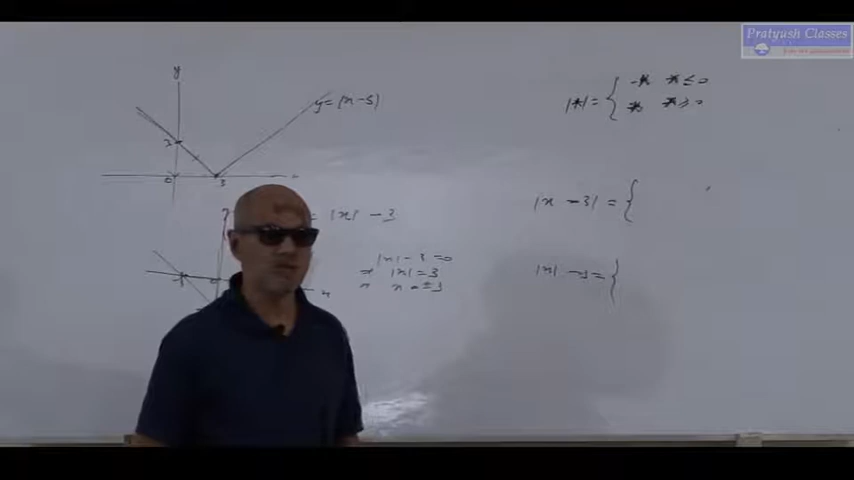 Pratyush Classes
y
y = |x - 3|
3
0
3
|*| = { -* * ≤ 0
* * ≥ 0
= |x| - 3
|x - 3| = {
|x| - 3 = 0
⇒ |x| = 3
x = ±3
|x| - 3 = {
x